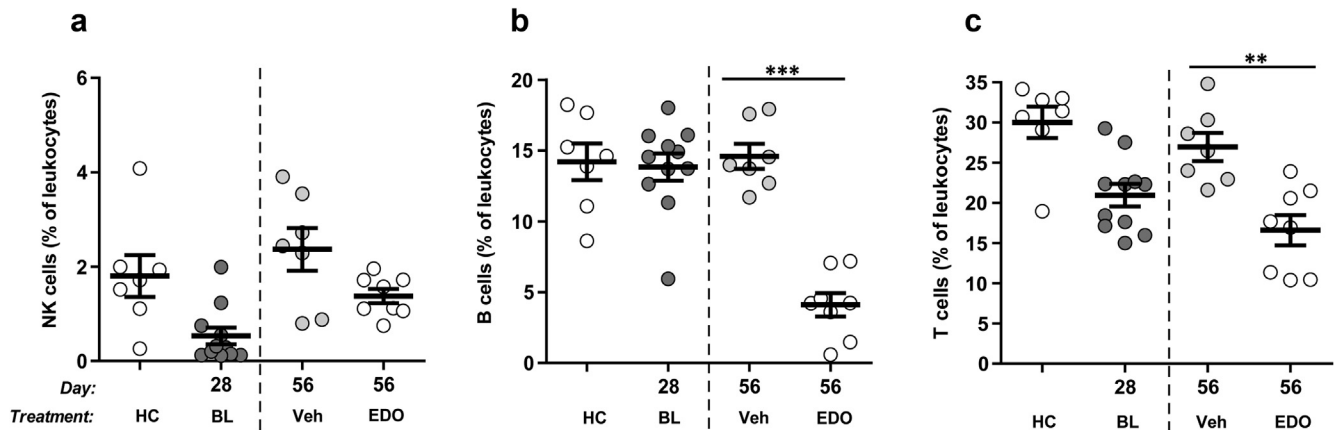 a
NK cells (% of leukocytes)
6
4
2
0
Day: 28 56 56
Treatment: HC BL Veh EDO
b
B cells (% of leukocytes)
20
15
10
5
0
***
28 56 56
HC BL Veh EDO
c
T cells (% of leukocytes)
35
30
25
20
15
10
5
0
**
28 56 56
HC BL Veh EDO